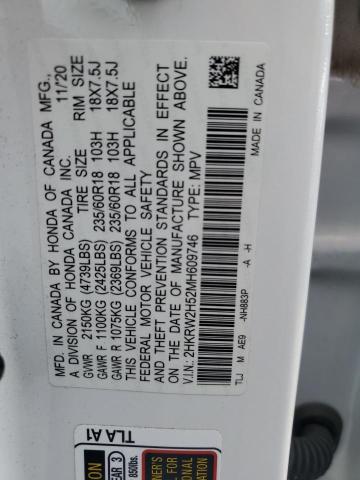 MFD. IN CANADA BY HONDA OF CANADA MFG.,
A DIVISION OF HONDA CANADA INC. 11/20
GVWR 2150KG (4739LBS) TIRE SIZE RIM SIZE
GAWR F 1100KG (2425LBS) 235/60R18 103H 18X7.5J
GAWR R 1075KG (2369LBS) 235/60R18 103H 18X7.5J
THIS VEHICLE CONFORMS TO ALL APPLICABLE
FEDERAL MOTOR VEHICLE SAFETY
AND THEFT PREVENTION STANDARDS IN EFFECT
ON THE DATE OF MANUFACTURE SHOWN ABOVE.
V.I.N.: 2HKRW2H52MH609746 TYPE: MPV
TLJ M AE9 -NH883P -A -H
MADE IN CANADA
TLA A1
EAR 3
850lbs.